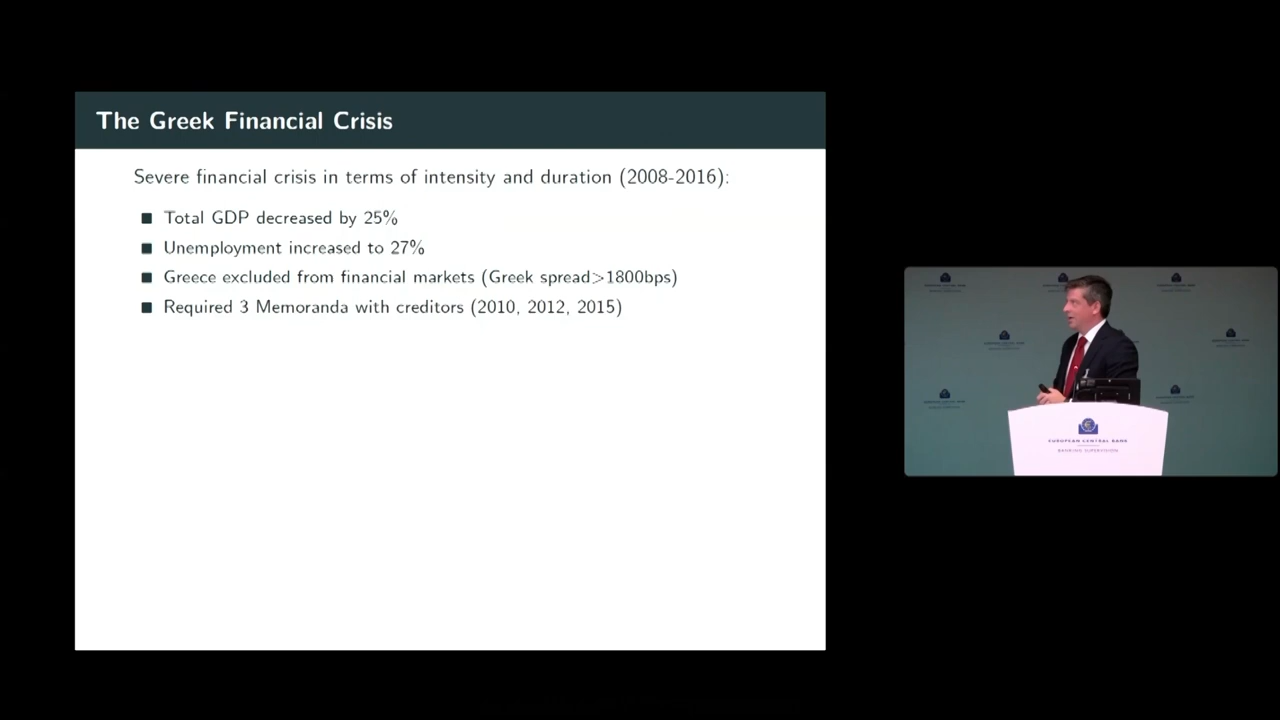 The Greek Financial Crisis
Severe financial crisis in terms of intensity and duration (2008-2016):
Total GDP decreased by 25%
Unemployment increased to 27%
Greece excluded from financial markets (Greek spread>1800bps)
Required 3 Memoranda with creditors (2010, 2012, 2015)
EUROPEAN CENTRAL BANK
BANKING SUPERVISION